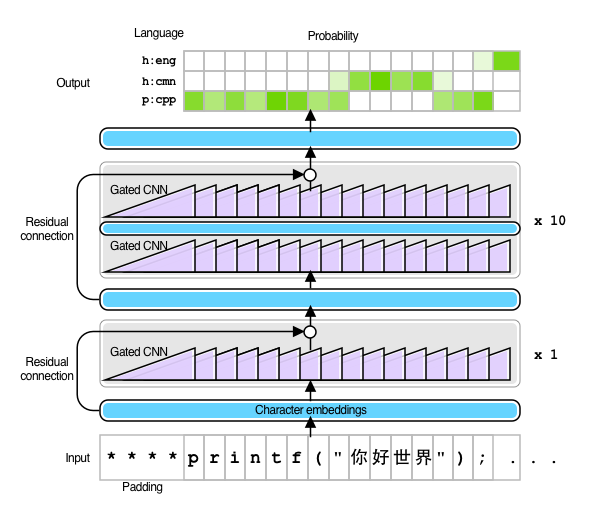 Language
Probability
h:eng
Output
h:cmn
p:cpp
Gated CNN
Residual
connection
x 10
Gated CNN
Gated CNN
Residual
connection
x 1
Character embeddings
Input
* * * * p r i n t f ( " 你 好 世 界 " ) ; . . .
Padding